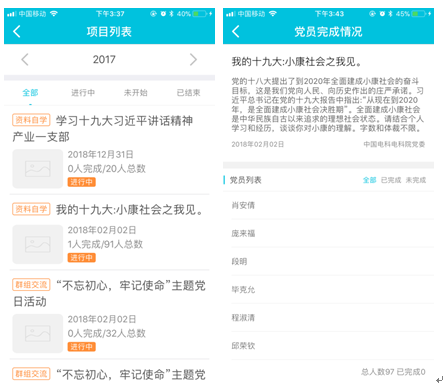 中国移动 下午3:37 40%
项目列表
2017
全部 进行中 未开始 已结束
资料自学 学习十九大习近平讲话精神
产业一支部
2018年12月31日
0人完成/20人总数
进行中
资料自学 我的十九大:小康社会之我见。
2018年02月02日
1人完成/91人总数
进行中
群组交流 “不忘初心，牢记使命”主题党
日活动
2018年02月02日
0人完成/32人总数
进行中
群组交流 “不忘初心，牢记使命”主题党
中国移动 下午3:43 45%
党员完成情况
我的十九大:小康社会之我见。
党的十八大提出了到2020年全面建成小康社会的奋斗
目标，这是我们党向人民、向历史作出的庄严承诺。习
近平总书记在党的十九大报告中指出:“从现在到2020
年，是全面建成小康社会决胜期”。全面建成小康社会是
中华民族自古以来追求的理想社会状态。请结合个人
学习和经历，谈谈你对小康的理解。字数和体裁不限。
2018年02月02日 中国电科电科院党委
党员列表 全部 已完成 未完成
肖安倩
庞来福
段明
毕克允
程淑清
邱荣钦
总人数97 已完成0